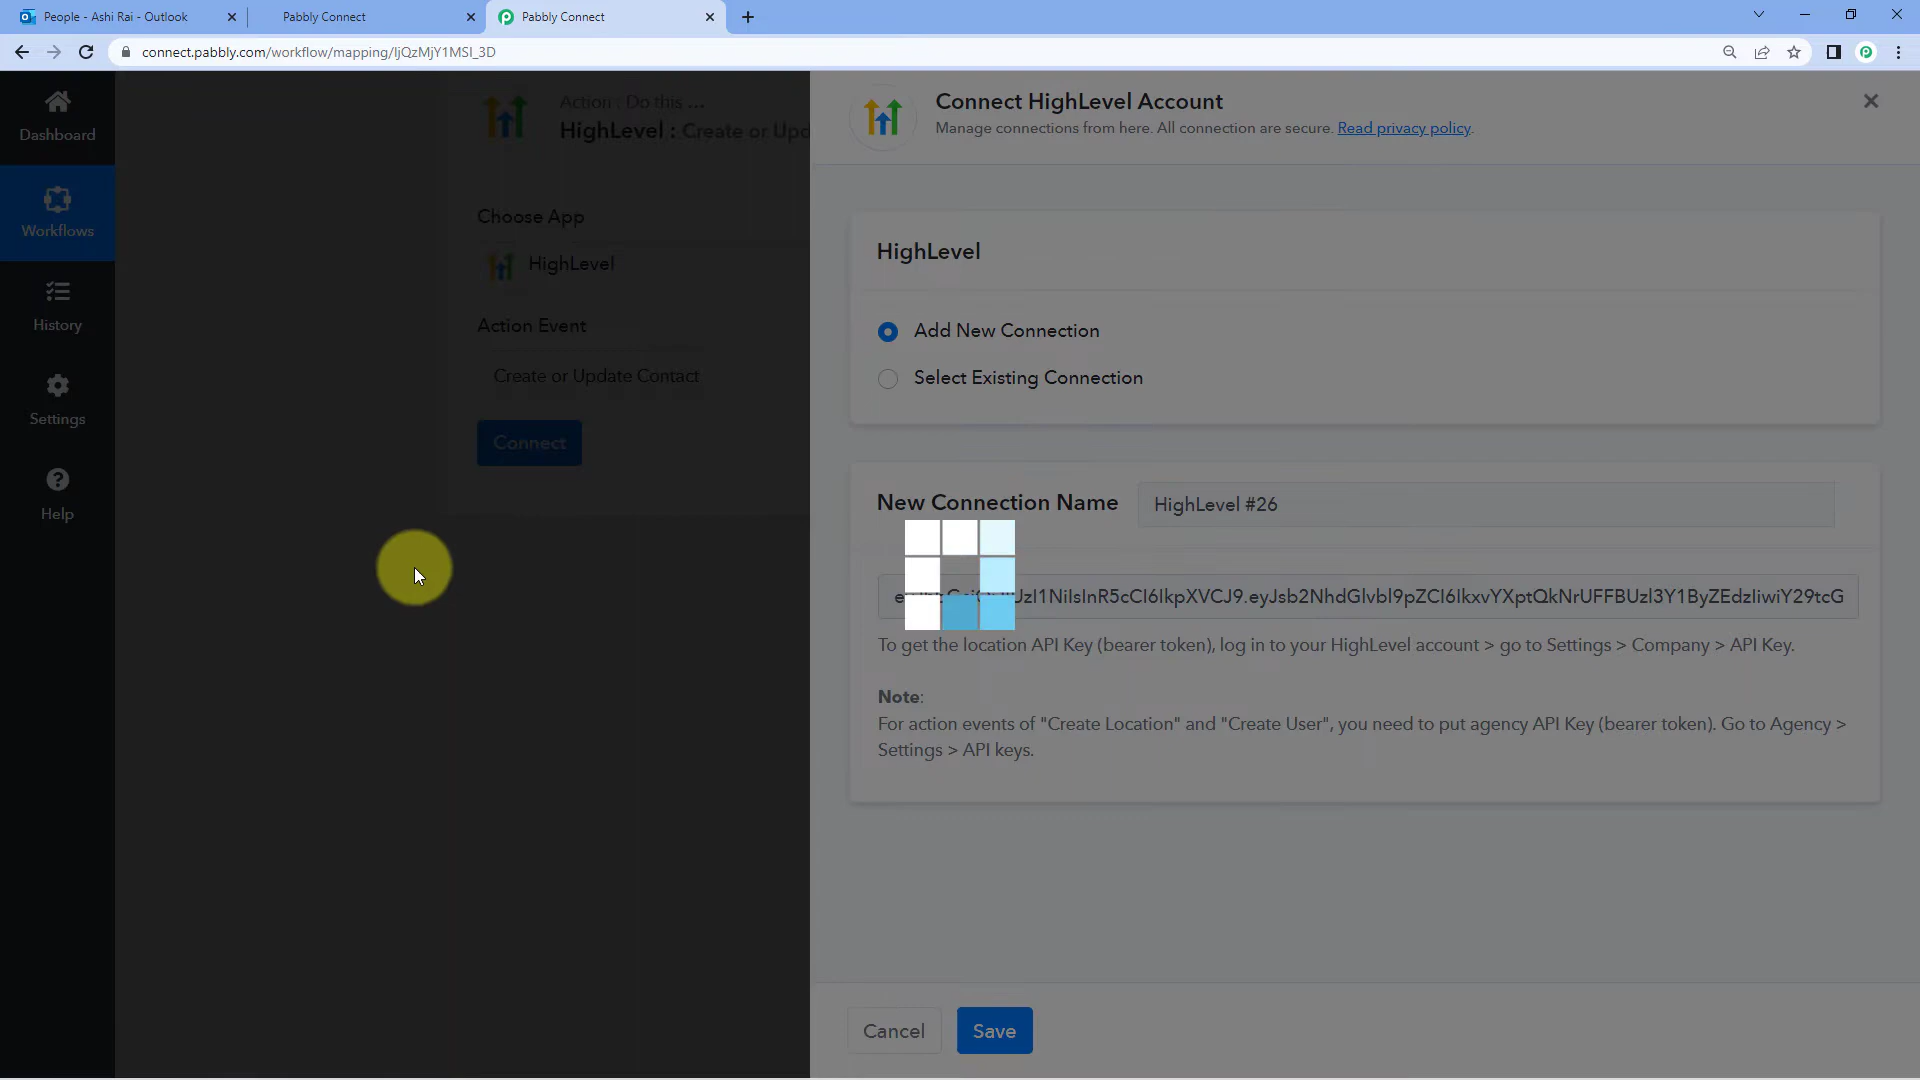 People - Ashi Rai - Outlook
Pabbly Connect
Pabbly Connect
connect.pabbly.com/workflow/mapping/IjQzMjY1MSI_3D
Dashboard
Workflows
History
Settings
Help
Action : Do this ...
HighLevel : Create or Upd
Choose App
HighLevel
Action Event
Create or Update Contact
Connect
Connect HighLevel Account
Manage connections from here. All connection are secure. Read privacy policy.
HighLevel
Add New Connection
Select Existing Connection
New Connection Name
HighLevel #26
To get the location API Key (bearer token), log in to your HighLevel account > go to Settings > Company > API Key.
Note:
For action events of "Create Location" and "Create User", you need to put agency API Key (bearer token). Go to Agency >
Settings > API keys.
Cancel
Save